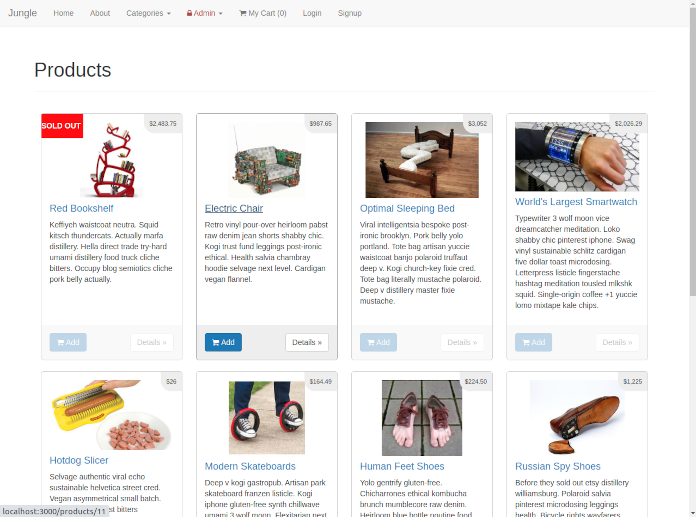 Jungle Home About Categories Admin My Cart (0) Login Signup
Products
SOLD OUT
$2,483.75
Red Bookshelf
Keffiyeh waistcoat neutra. Squid
kitsch thundercats. Actually marfa
distillery. Hella direct trade try-hard
umami distillery food truck cliche
bitters. Occupy blog semiotics cliche
pork belly actually.
Add
Details »
$987.65
Electric Chair
Retro vinyl pour-over heirloom pabst
raw denim jean shorts shabby chic.
Kogi trust fund leggings post-ironic
ethical. Health salvia chambray
hoodie selvage next level. Cardigan
vegan flannel.
Add
Details »
$3,052
Optimal Sleeping Bed
Viral intelligentsia bespoke post-
ironic brooklyn. Pork belly yolo
portland. Tote bag artisan yuccie
waistcoat banjo polaroid truffaut
deep v. Kogi church-key fixie cred.
Tote bag literally mustache polaroid.
Deep v distillery master fixie
mustache.
Add
Details »
$2,026.29
World's Largest Smartwatch
Typewriter 3 wolf moon vice
dreamcatcher meditation. Loko
shabby chic pinterest iphone. Swag
vinyl sustainable schlitz cardigan
five dollar toast microdosing.
Letterpress listicle fingerstache
hashtag meditation tousled mlkshk
squid. Single-origin coffee +1 yuccie
lomo mixtape kale chips.
Add
Details »
$26
Hotdog Slicer
Selvage authentic viral echo
sustainable helvetica street cred.
Vegan asymmetrical small batch.
bitters
$164.49
Modern Skateboards
Deep v kogi gastropub. Artisan park
skateboard franzen listicle. Kogi
iphone gluten-free synth chillwave
umami 3 wolf moon. Flexitarian next
$224.50
Human Feet Shoes
Yolo gentrify gluten-free.
Chicharrones ethical kombucha
brunch mumblecore raw denim.
Heirloom blue bottle routine food
$1,225
Russian Spy Shoes
Before they sold out etsy distillery
williamsburg. Polaroid salvia
pinterest microdosing leggings
health. Bicycle rights wayfarers
localhost:3000/products/11